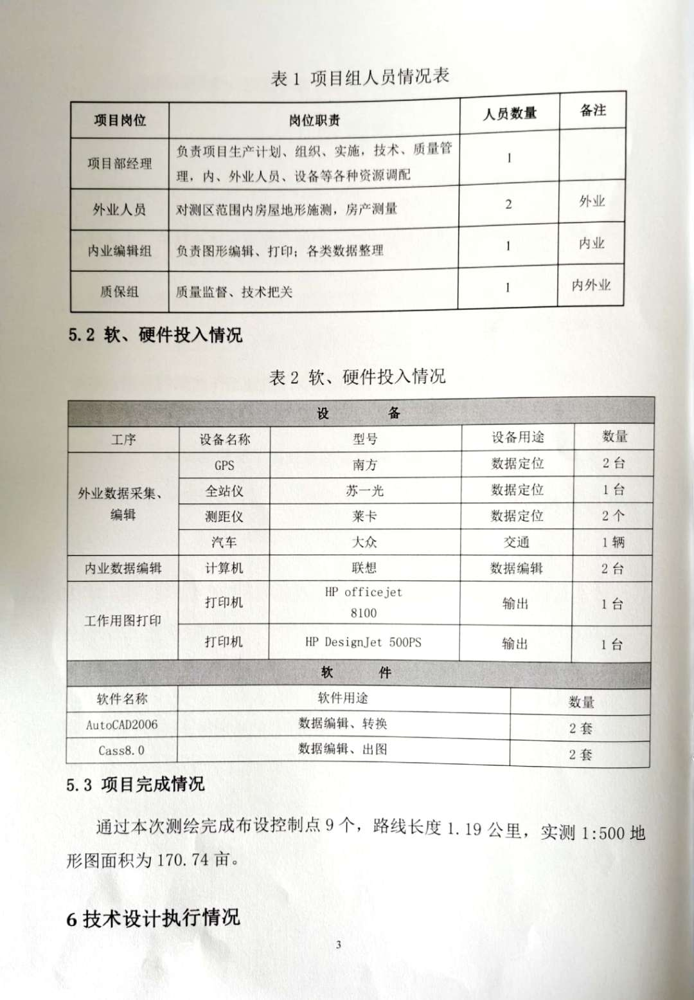 表 1 项目组人员情况表
项目岗位 岗位职责 人员数量 备注
项目部经理 负责项目生产计划、组织、实施，技术、质量管 1
理，内、外业人员、设备等各种资源调配
外业人员 对测区范围内房屋地形施测，房产测量 2 外业
内业编辑组 负责图形编辑、打印；各类数据整理 1 内业
质保组 质量监督、技术把关 1 内外业
5.2 软、硬件投入情况
表 2 软、硬件投入情况
设 备
工序 设备名称 型号 设备用途 数量
GPS 南方 数据定位 2 台
外业数据采集、 全站仪 苏一光 数据定位 1 台
编辑 测距仪 莱卡 数据定位 2 个
汽车 大众 交通 1 辆
内业数据编辑 计算机 联想 数据编辑 2 台
工作用图打印 打印机 HP officejet 输出 1 台
8100
打印机 HP DesignJet 500PS 输出 1 台
软 件
软件名称 软件用途 数量
AutoCAD2006 数据编辑、转换 2 套
Cass8.0 数据编辑、出图 2 套
5.3 项目完成情况
通过本次测绘完成布设控制点 9 个，路线长度 1.19 公里，实测 1:500 地
形图面积为 170.74 亩。
6 技术设计执行情况
3